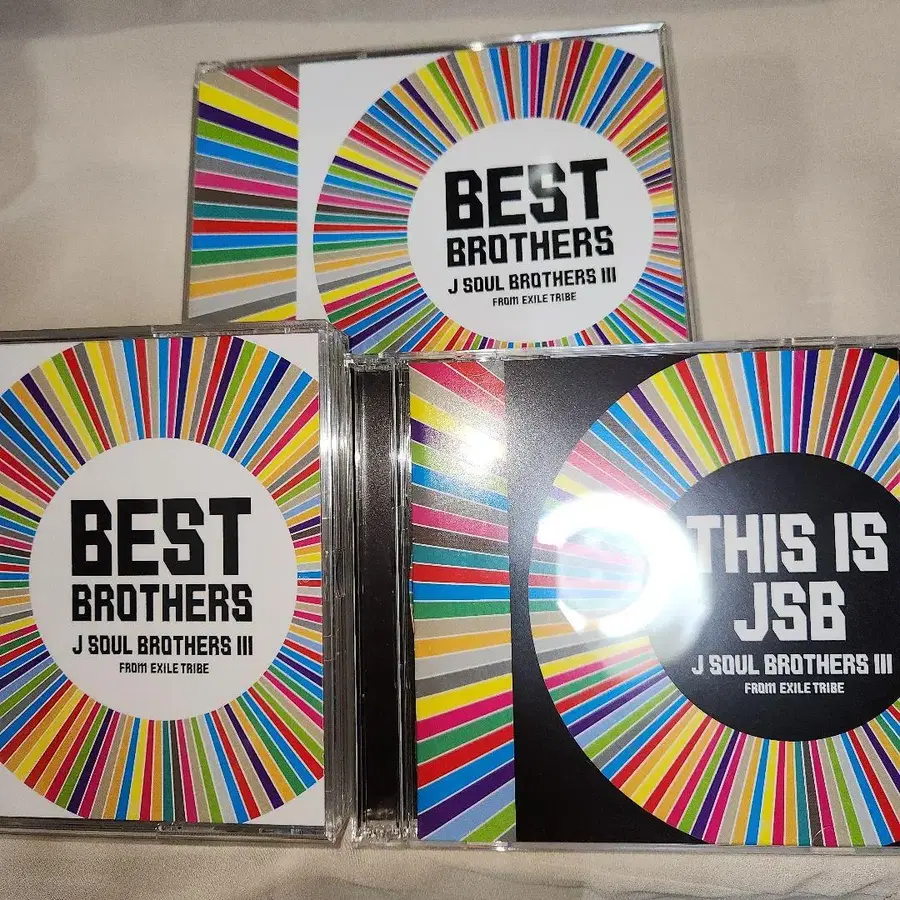 BEST
BROTHERS
J SOUL BROTHERS III
FROM EXILE TRIBE
BEST
BROTHERS
J SOUL BROTHERS III
FROM EXILE TRIBE
THIS IS
JSB
J SOUL BROTHERS III
FROM EXILE TRIBE